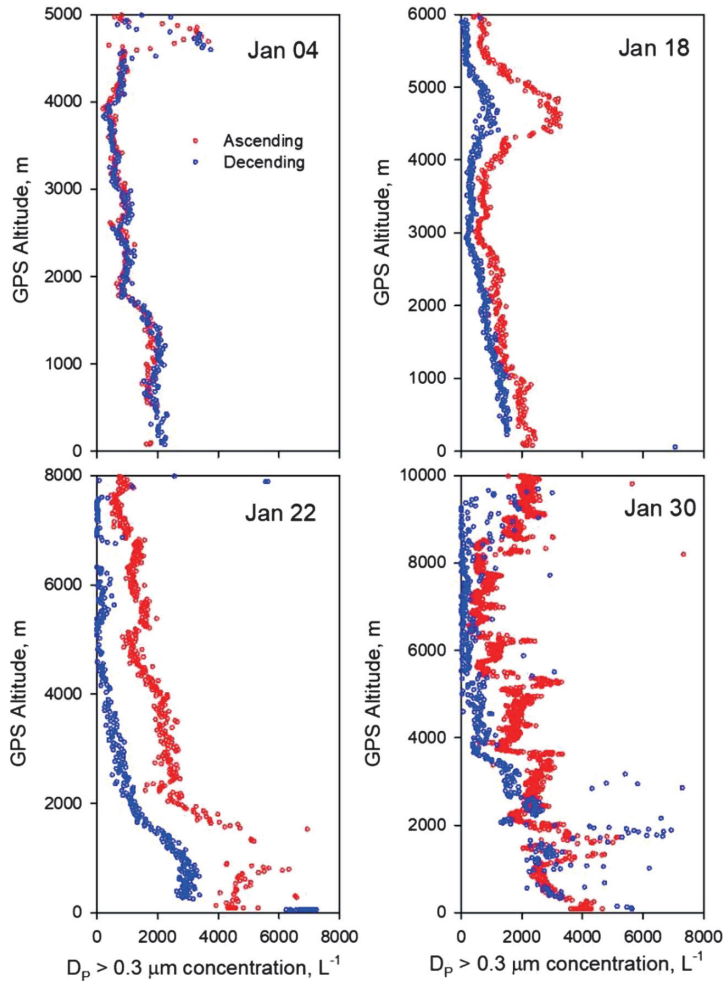 5000
4000
3000
2000
1000
0
GPS Altitude, m
Jan 04
Ascending
Decending
6000
5000
4000
3000
2000
1000
0
GPS Altitude, m
Jan 18
8000
6000
4000
2000
0
GPS Altitude, m
Jan 22
0 2000 4000 6000 8000
D_P > 0.3 μm concentration, L⁻¹
10000
8000
6000
4000
2000
0
GPS Altitude, m
Jan 30
0 2000 4000 6000 8000
D_P > 0.3 μm concentration, L⁻¹